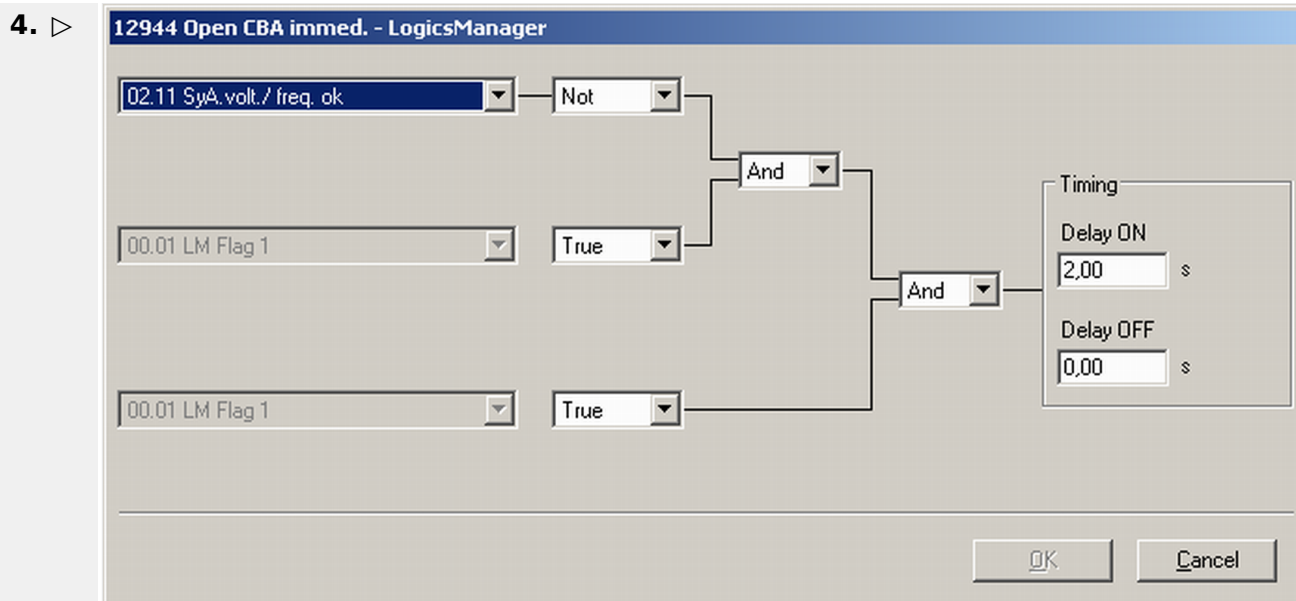 4. ▷
12944 Open CBA immed. - LogicsManager
02.11 SyA.volt./ freq. ok
Not
And
Timing
Delay ON
00.01 LM Flag 1
True
2,00 s
And
Delay OFF
0,00 s
00.01 LM Flag 1
True
OK
Cancel